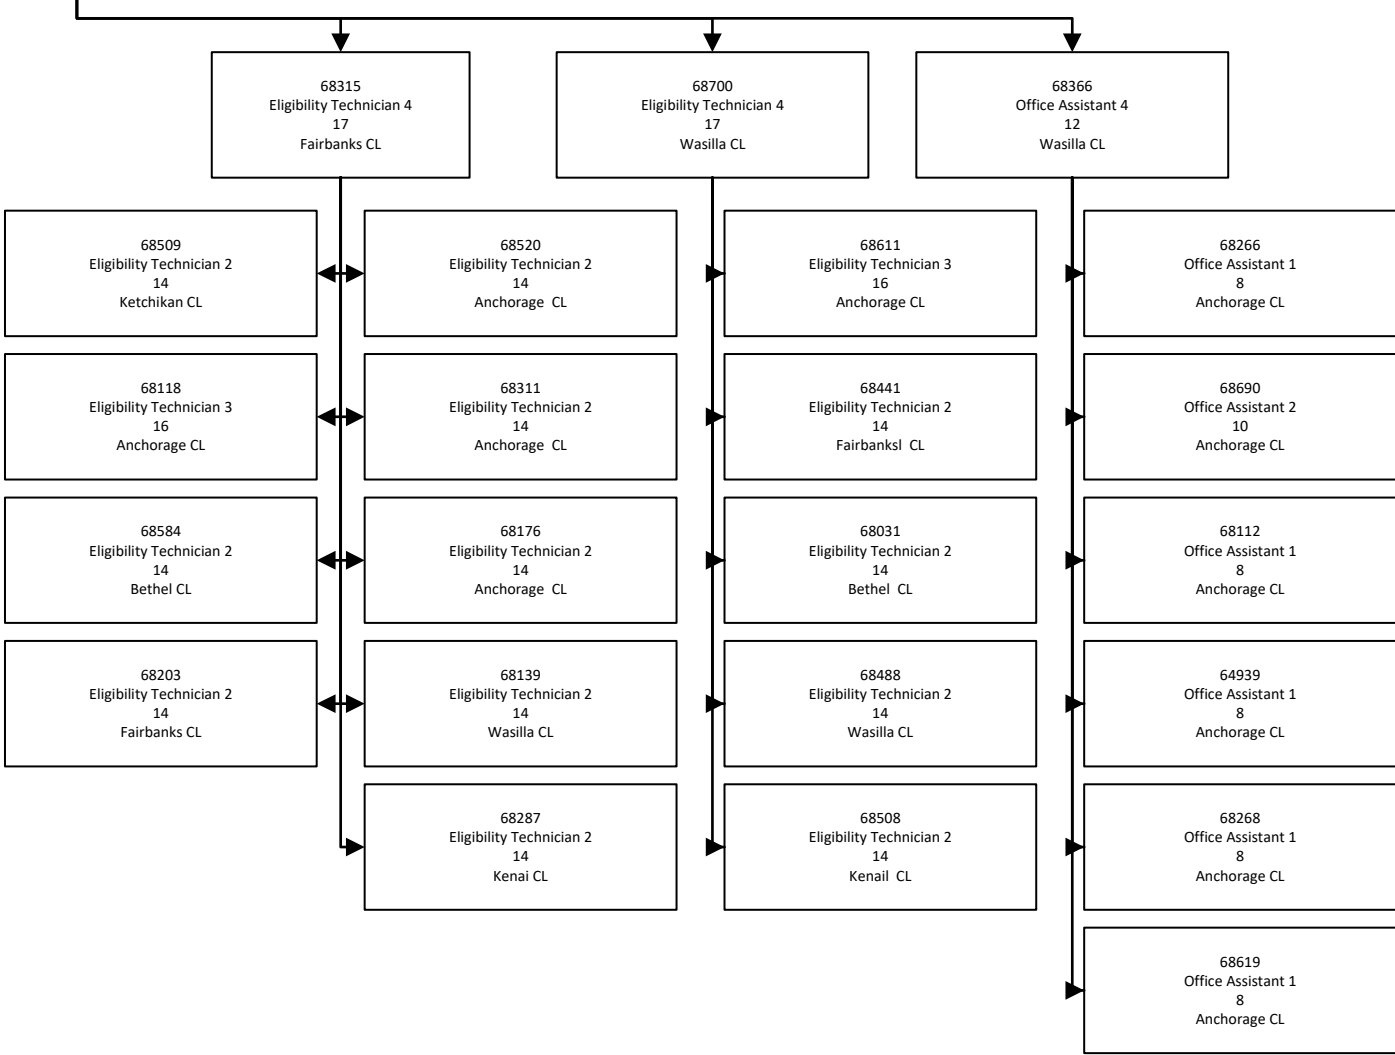 68315
Eligibility Technician 4
17
Fairbanks CL
68700
Eligibility Technician 4
17
Wasilla CL
68366
Office Assistant 4
12
Wasilla CL
68509
Eligibility Technician 2
14
Ketchikan CL
68520
Eligibility Technician 2
14
Anchorage  CL
68611
Eligibility Technician 3
16
Anchorage CL
68266
Office Assistant 1
8
Anchorage CL
68118
Eligibility Technician 3
16
Anchorage CL
68311
Eligibility Technician 2
14
Anchorage  CL
68441
Eligibility Technician 2
14
Fairbanksl  CL
68690
Office Assistant 2
10
Anchorage CL
68584
Eligibility Technician 2
14
Bethel CL
68176
Eligibility Technician 2
14
Anchorage  CL
68031
Eligibility Technician 2
14
Bethel  CL
68112
Office Assistant 1
8
Anchorage CL
68203
Eligibility Technician 2
14
Fairbanks CL
68139
Eligibility Technician 2
14
Wasilla CL
68488
Eligibility Technician 2
14
Wasilla CL
64939
Office Assistant 1
8
Anchorage CL
68287
Eligibility Technician 2
14
Kenai CL
68508
Eligibility Technician 2
14
Kenail  CL
68268
Office Assistant 1
8
Anchorage CL
68619
Office Assistant 1
8
Anchorage CL